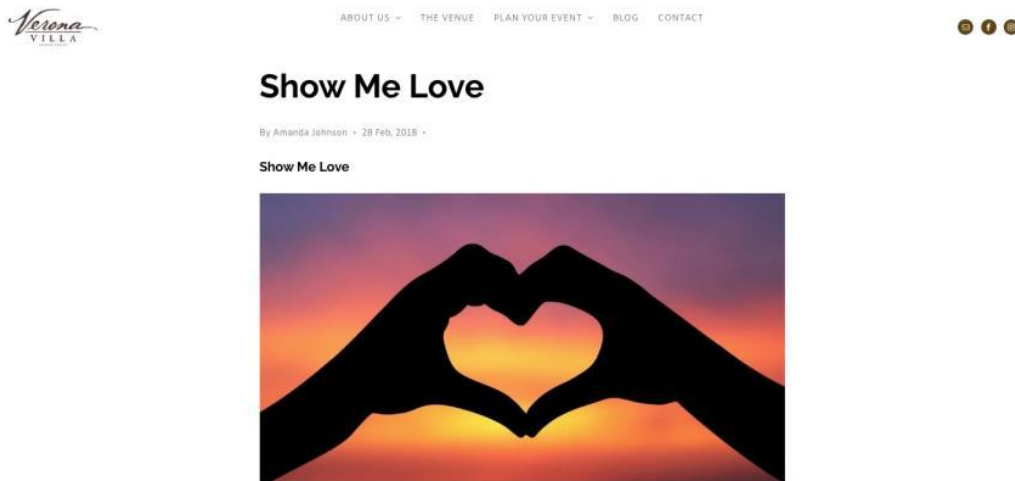 Verona
VILLA
ABOUT US
THE VENUE
PLAN YOUR EVENT
BLOG
CONTACT
Show Me Love
By Amanda Johnson • 28 Feb, 2018 •
Show Me Love